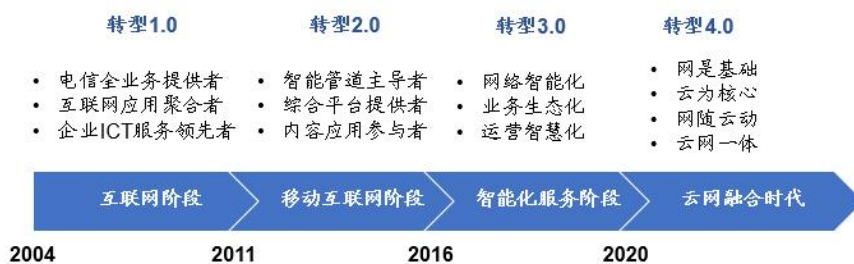 转型1.0
转型2.0
转型3.0
转型4.0
• 电信全业务提供者
• 互联网应用聚合者
• 企业ICT服务领先者
• 智能管道主导者
• 综合平台提供者
• 内容应用参与者
• 网络智能化
• 业务生态化
• 运营智慧化
• 网是基础
• 云为核心
• 网随云动
• 云网一体
互联网阶段
移动互联网阶段
智能化服务阶段
云网融合时代
2004
2011
2016
2020